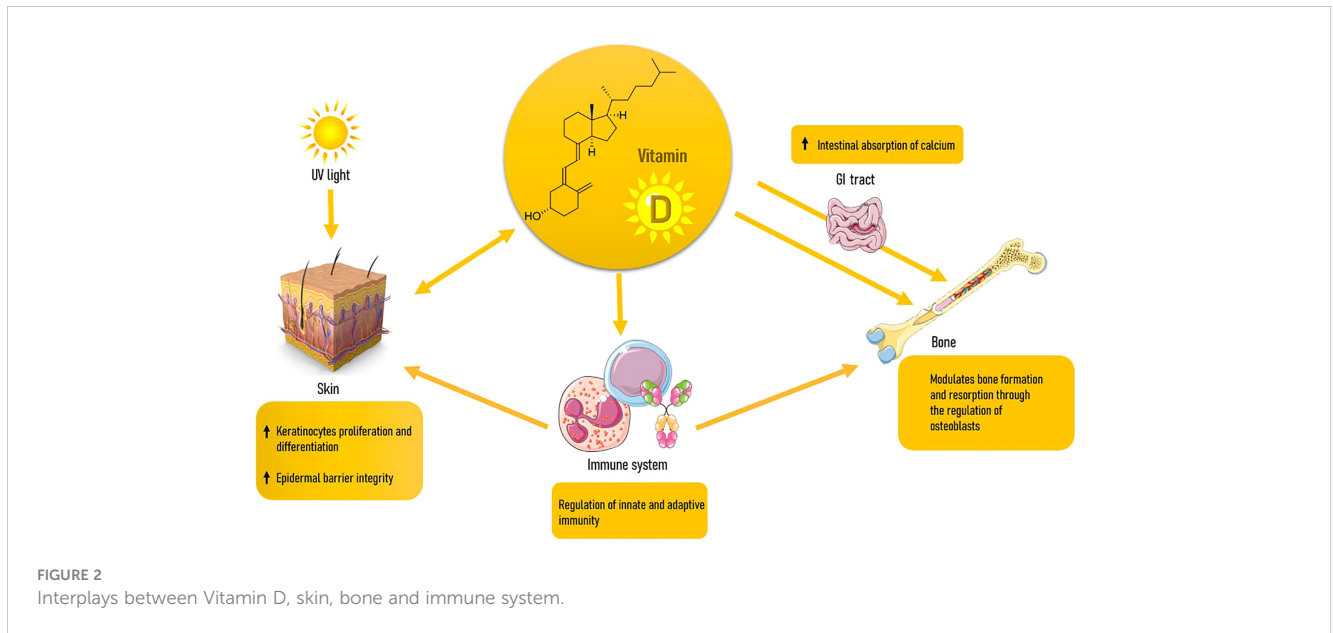 UV light
Vitamin
D
H
H
HO
↑ Intestinal absorption of calcium
GI tract
Skin
↑ Keratinocytes proliferation and
differentiation
↑ Epidermal barrier integrity
Immune system
Regulation of innate and adaptive
immunity
Bone
Modulates bone formation
and resorption through
the regulation of
osteoblasts
FIGURE 2
Interplays between Vitamin D, skin, bone and immune system.